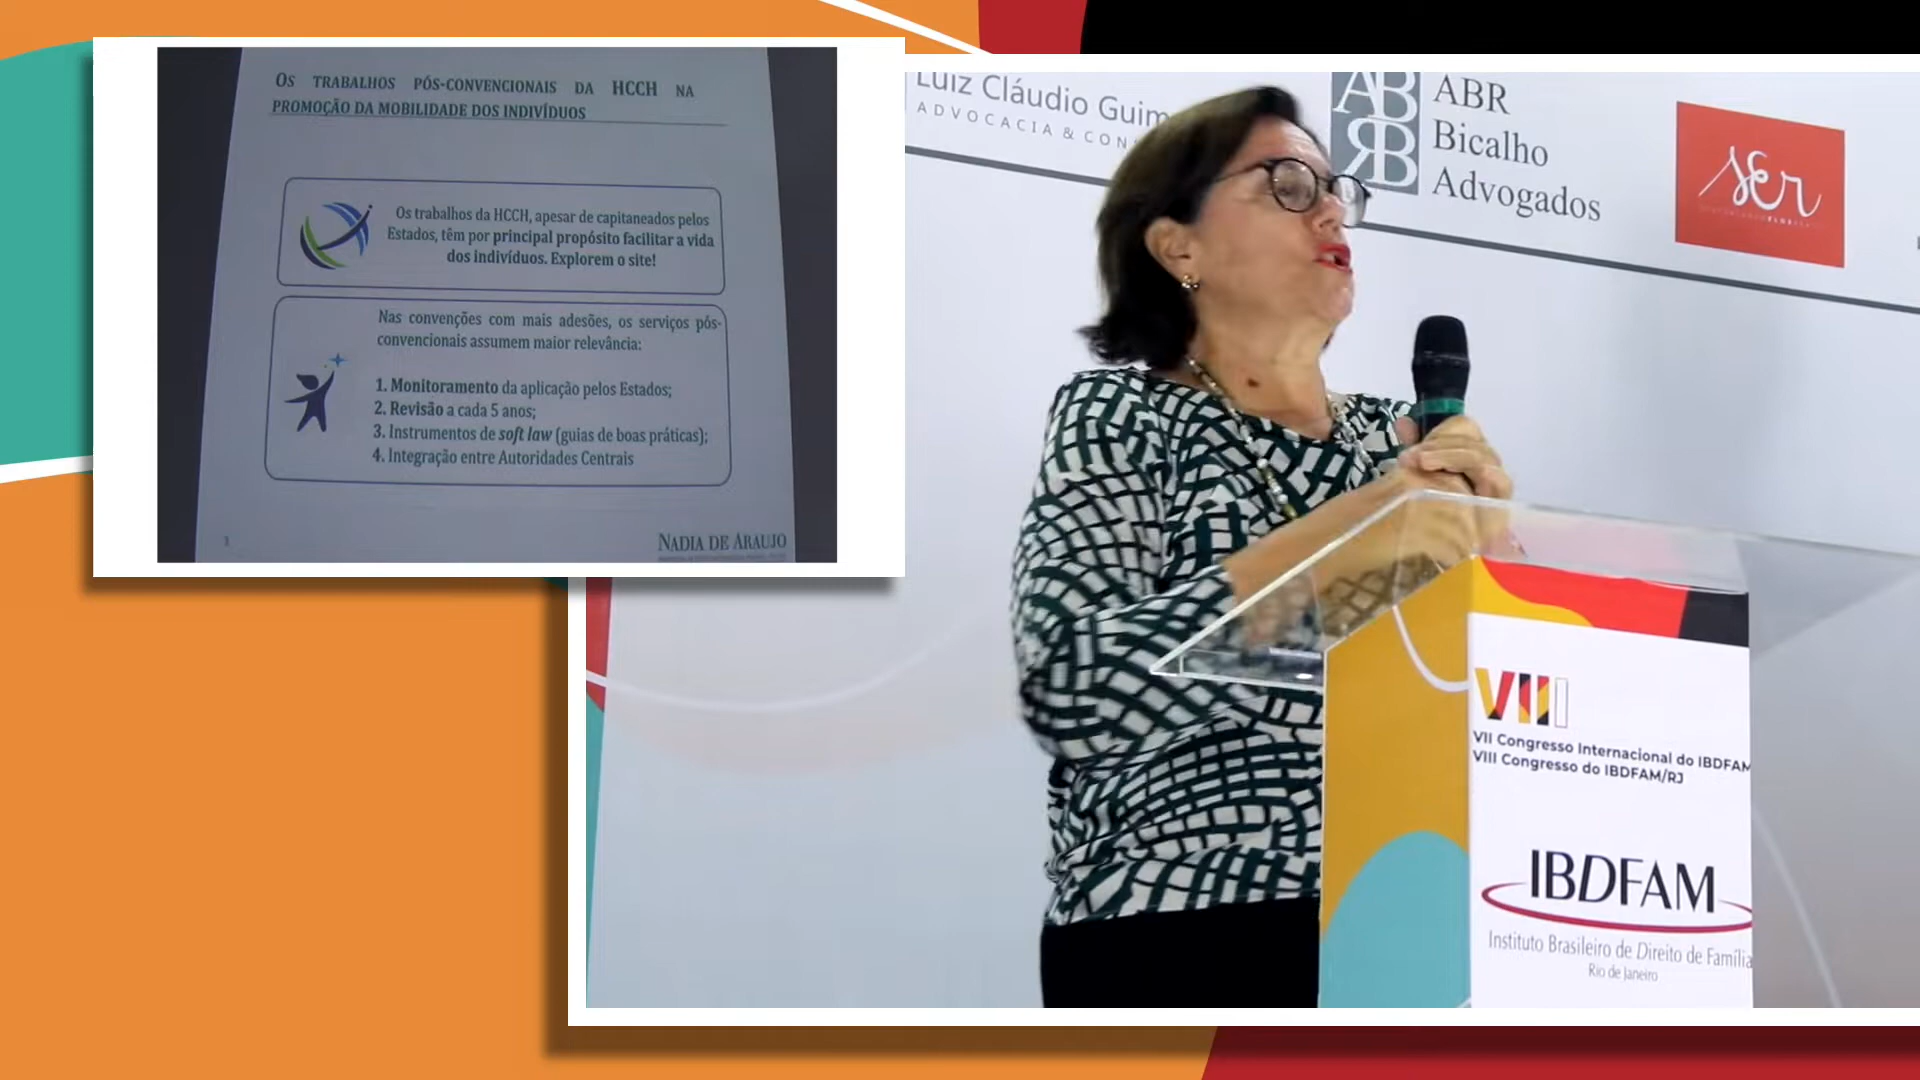 OS TRABALHOS PÓS-CONVENCIONAIS DA HCCH NA
PROMOÇÃO DA MOBILIDADE DOS INDIVÍDUOS
Os trabalhos da HCCH, apesar de capitaneados pelos
Estados, têm por principal propósito facilitar a vida
dos indivíduos. Explorem o site!
Nas convenções com mais adesões, os serviços pós-
convencionais assumem maior relevância:
1. Monitoramento da aplicação pelos Estados;
2. Revisão a cada 5 anos;
3. Instrumentos de soft law (guias de boas práticas);
4. Integração entre Autoridades Centrais
NADIA DE ARAUJO
Luiz Cláudio Guim
ADVOCACIA & CON
ABRB
ABR
Bicalho
Advogados
SER
VIII
VII Congresso Internacional do IBDFAM
VIII Congresso do IBDFAM/RJ
IBDFAM
Instituto Brasileiro de Direito de Família
Rio de Janeiro